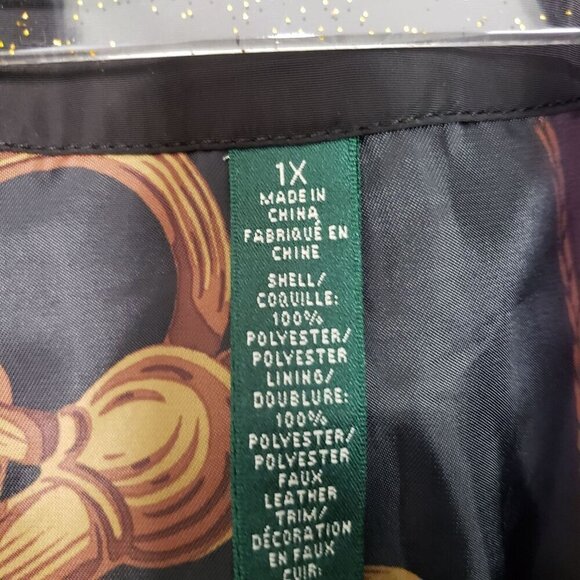 1X
MADE IN
CHINA
FABRIQUÉ EN
CHINE
SHELL/
COQUILLE:
100%
POLYESTER/
POLYESTER
LINING/
DOUBLURE:
100%
POLYESTER/
POLYESTER
FAUX
LEATHER
TRIM/
DÉCORATION
EN FAUX
CUIR: